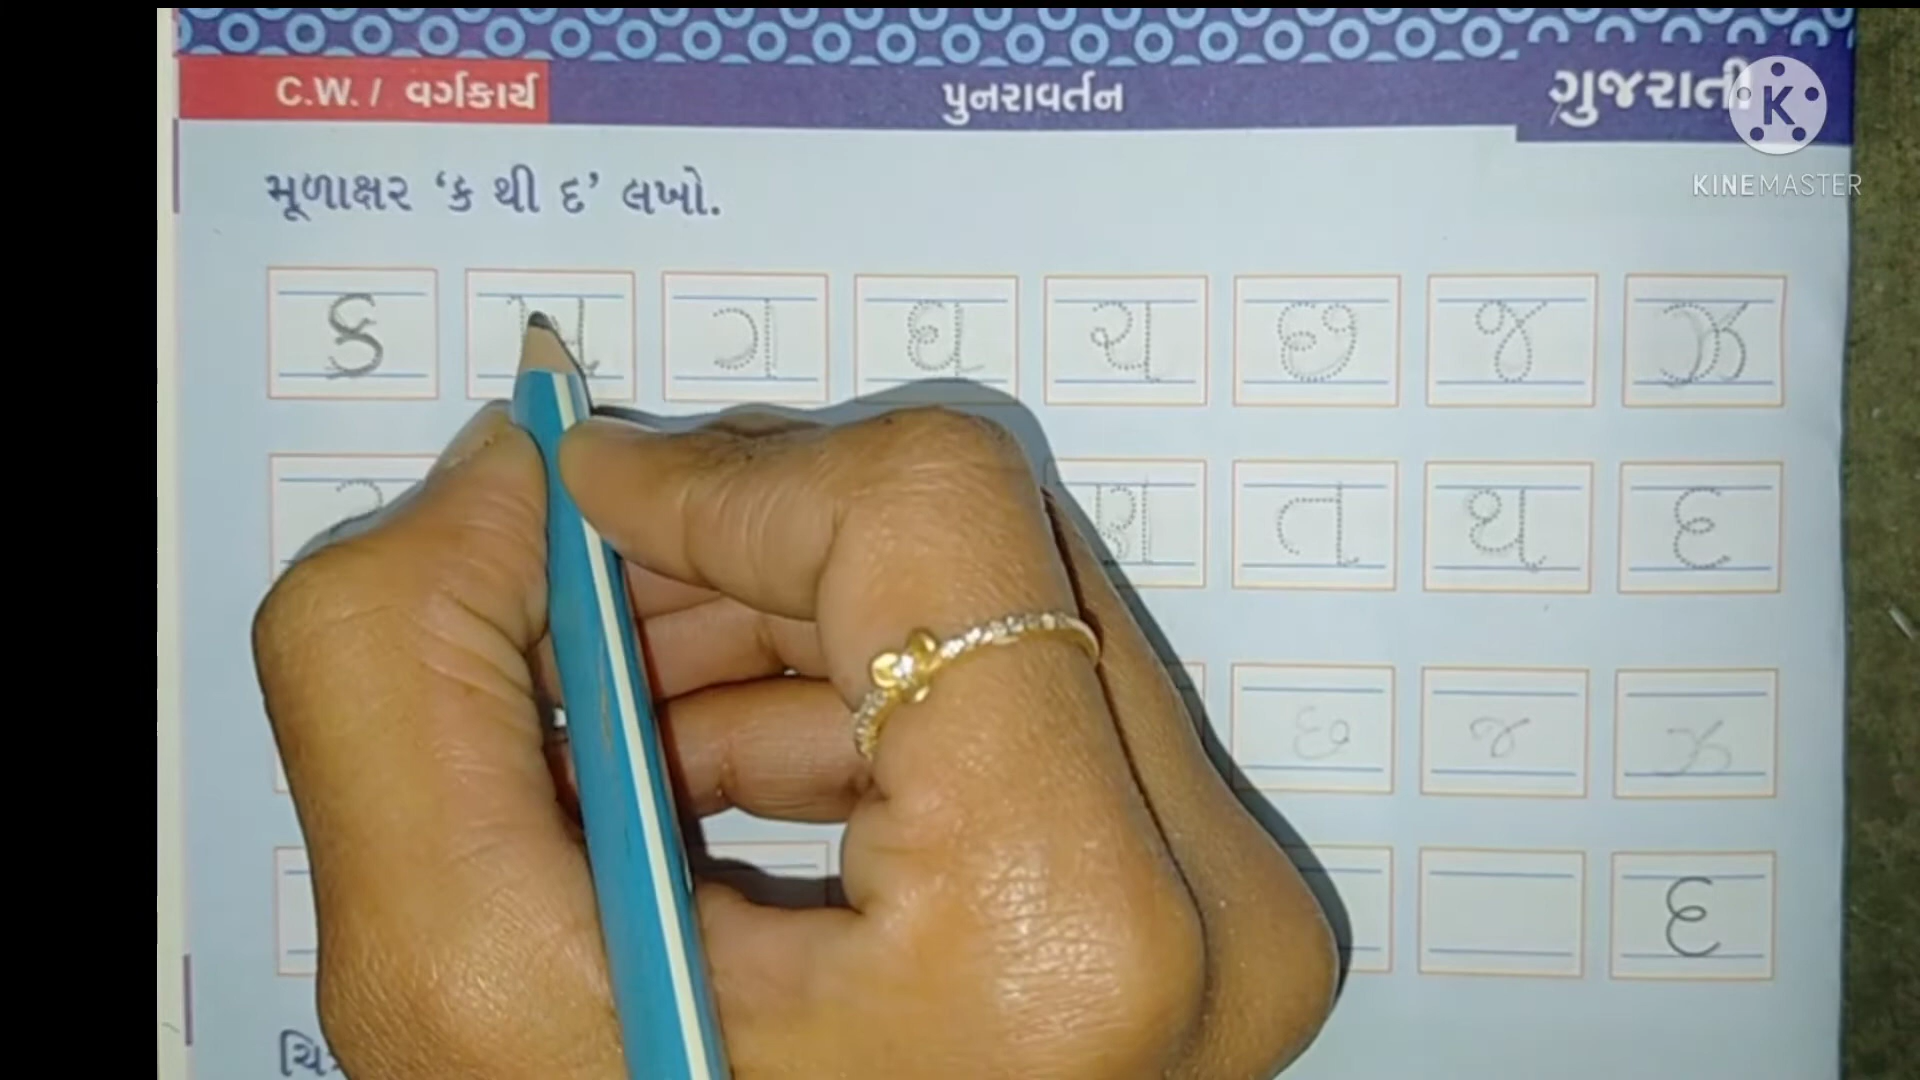 C.W. / વર્ગકાર્ય પુનરાવર્તન ગુજરાતી
KINEMASTER
મૂળાક્ષર ‘ક થી દ’ લખો.
ક ગ ઘ ચ છ જ ઝ
ણ ત થ દ
છ જ ઝ
દ